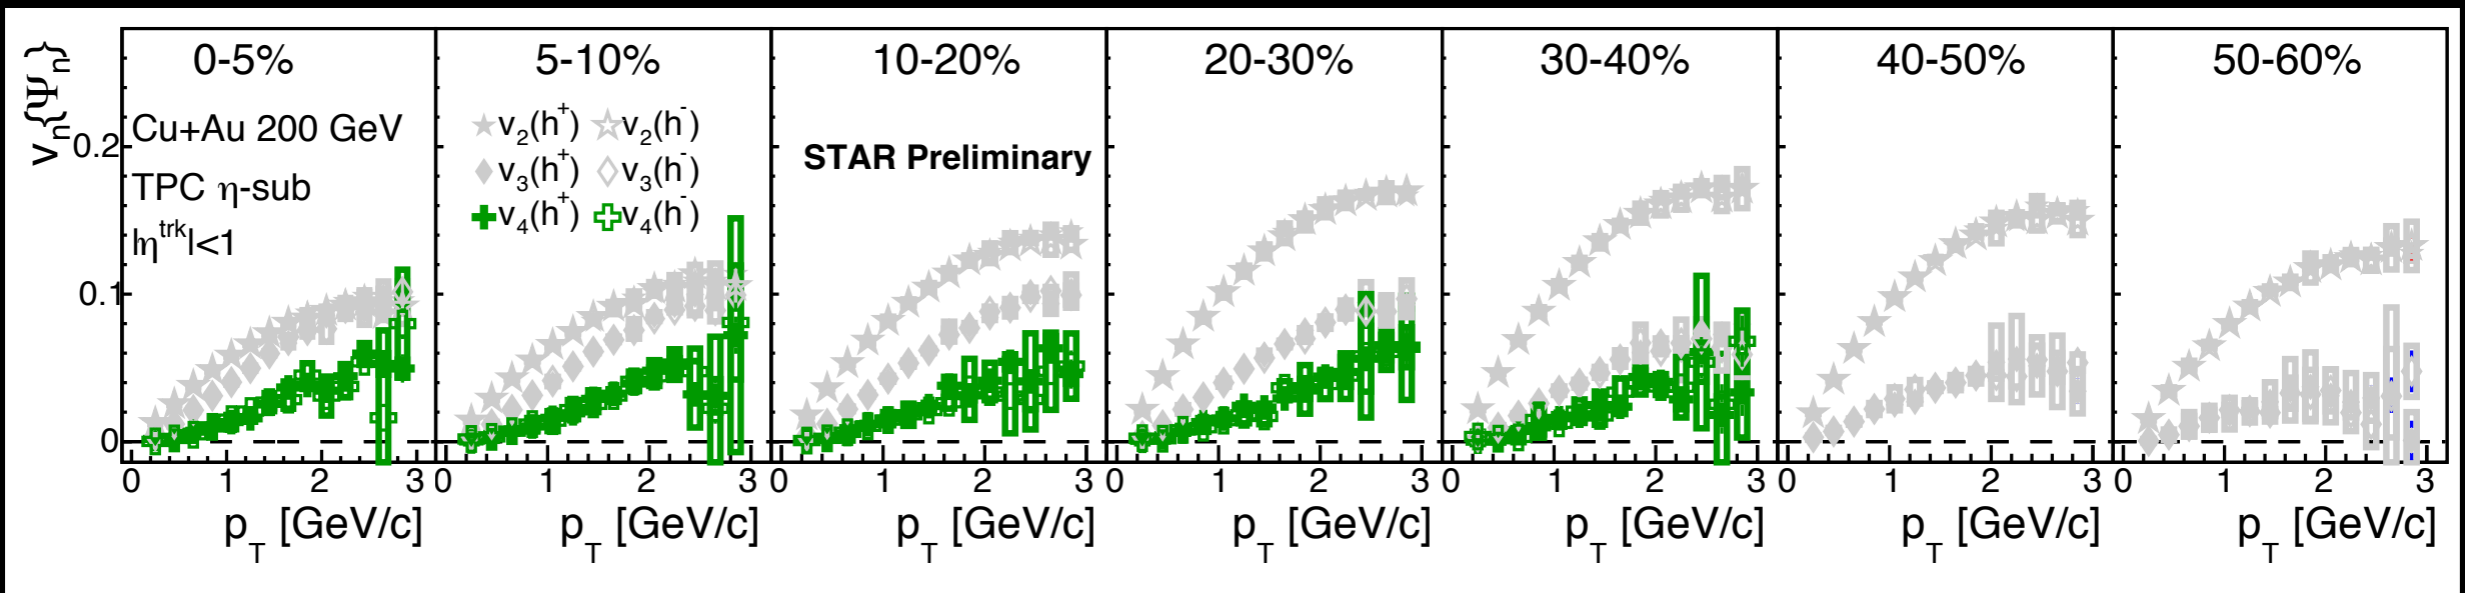 0-5% 5-10% 10-20% 20-30% 30-40% 40-50% 50-60%
v_n{Ψ_n}
Cu+Au 200 GeV
TPC η-sub
|η^trk|<1
v_2(h^+) v_2(h^-)
v_3(h^+) v_3(h^-)
v_4(h^+) v_4(h^-)
STAR Preliminary
0.2
0.1
0
0 1 2 3 0 1 2 3 0 1 2 3 0 1 2 3 0 1 2 3 0 1 2 3 0 1 2 3
p_T [GeV/c] p_T [GeV/c] p_T [GeV/c] p_T [GeV/c] p_T [GeV/c] p_T [GeV/c] p_T [GeV/c]